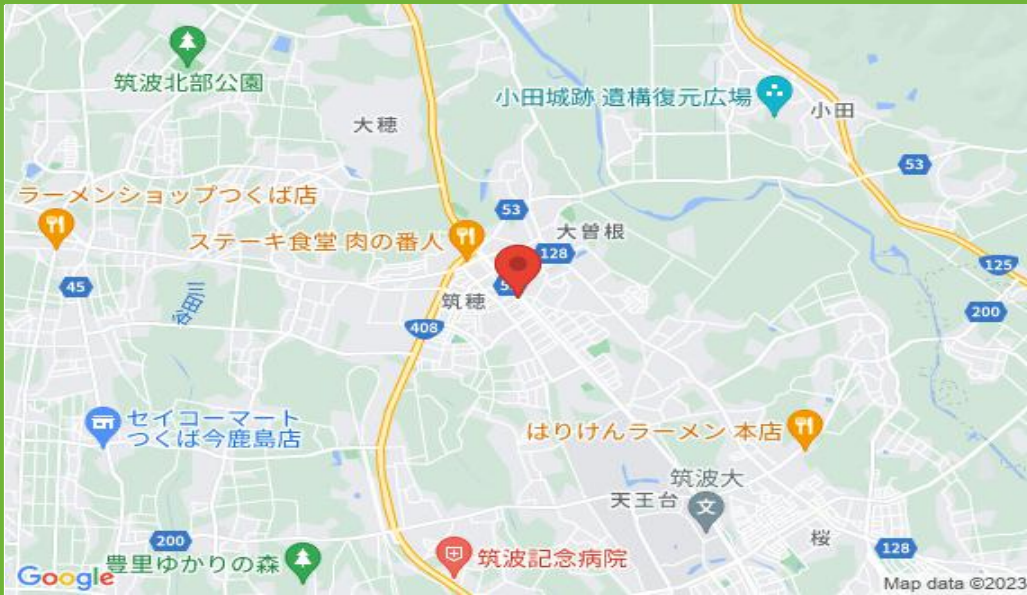 筑波北部公園
大穂
小田城跡 遺構復元広場
小田
53
ラーメンショップつくば店
53
大曽根
ステーキ食堂 肉の番人
128
125
45
谷田川
筑穂
200
408
セイコーマート
つくば今鹿島店
はりけんラーメン 本店
筑波大
天王台
文
桜
200
128
豊里ゆかりの森
筑波記念病院
Google
Map data ©2023